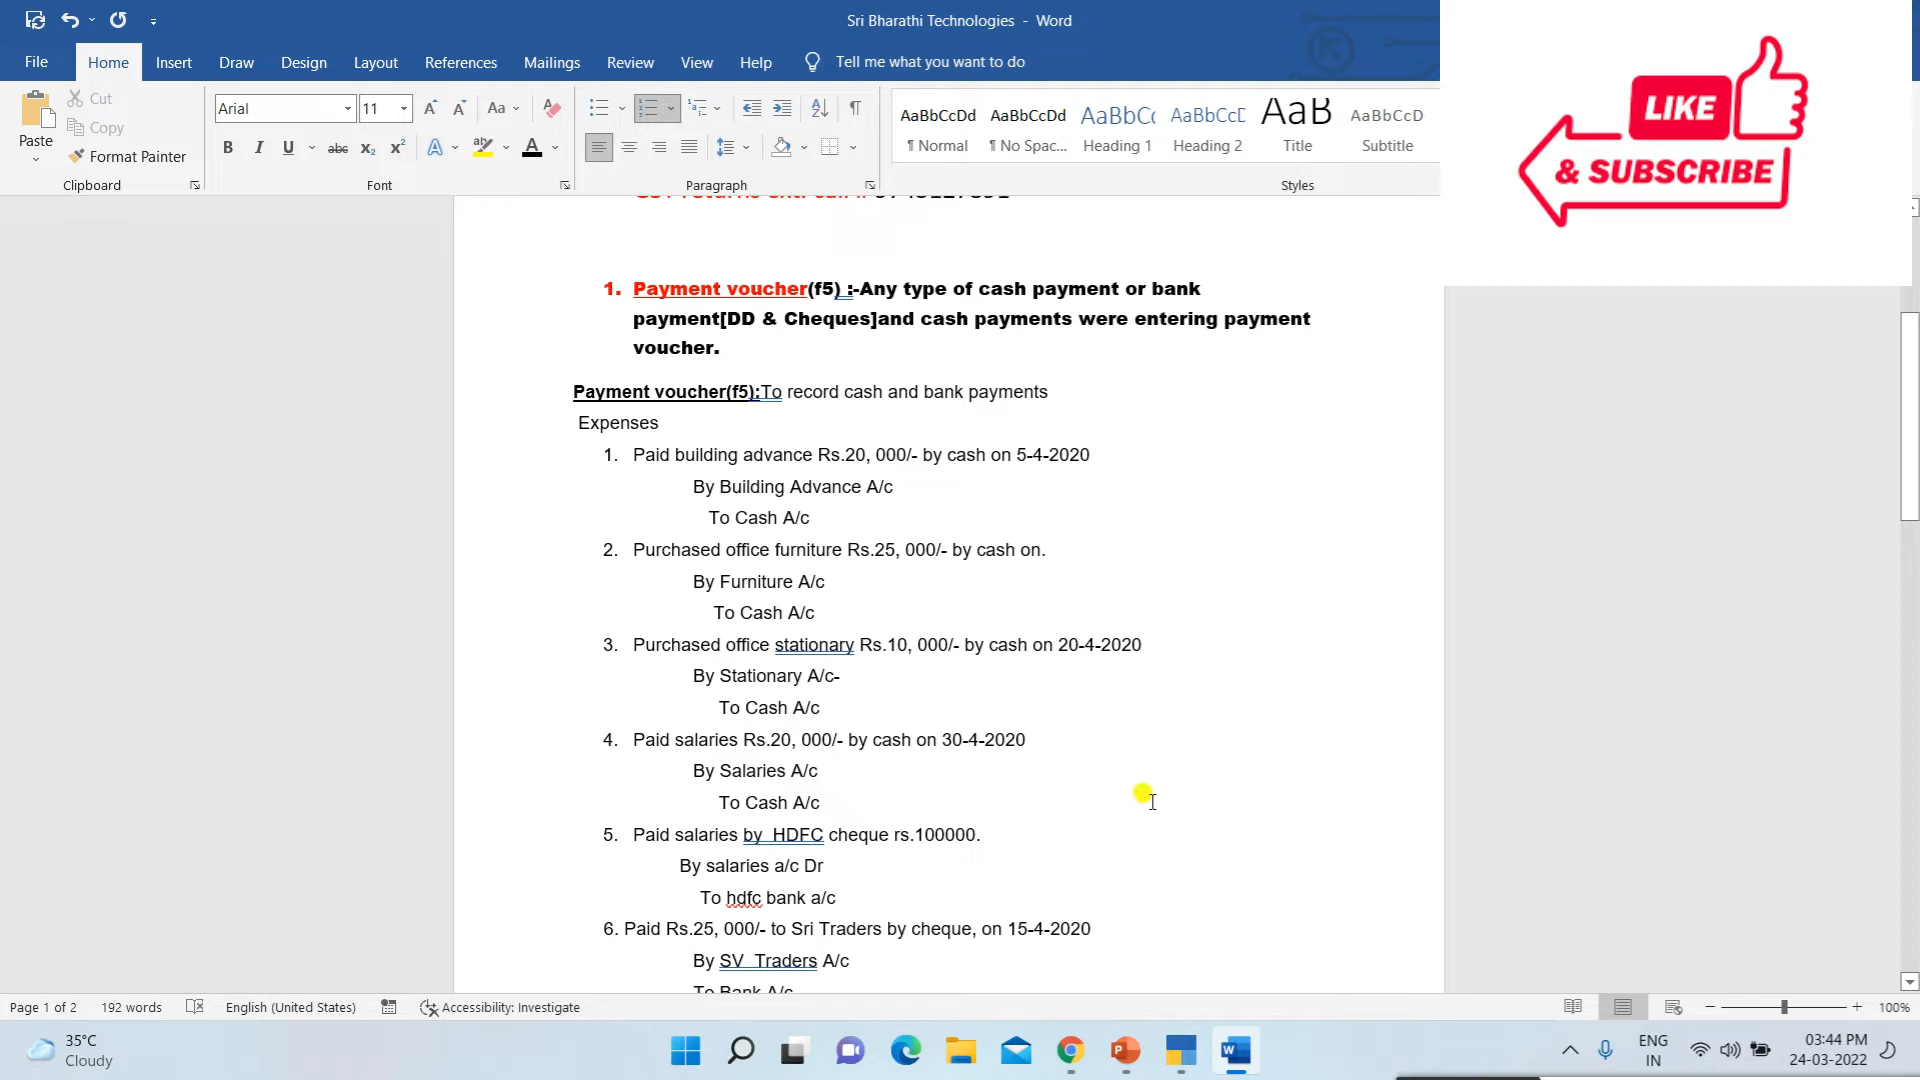 Sri Bharathi Technologies - Word
File Home Insert Draw Design Layout References Mailings Review View Help Tell me what you want to do
Paste
Cut
Copy
Format Painter
Clipboard
Arial 11
Font
Paragraph
AaBbCcDd ¶ Normal
AaBbCcDd ¶ No Spac...
AaBbCc Heading 1
AaBbCcD Heading 2
AaB Title
AaBbCcD Subtitle
Styles
LIKE
& SUBSCRIBE
1. Payment voucher(f5) :-Any type of cash payment or bank
payment[DD & Cheques]and cash payments were entering payment
voucher.
Payment voucher(f5):To record cash and bank payments
Expenses
1. Paid building advance Rs.20, 000/- by cash on 5-4-2020
By Building Advance A/c
To Cash A/c
2. Purchased office furniture Rs.25, 000/- by cash on.
By Furniture A/c
To Cash A/c
3. Purchased office stationary Rs.10, 000/- by cash on 20-4-2020
By Stationary A/c-
To Cash A/c
4. Paid salaries Rs.20, 000/- by cash on 30-4-2020
By Salaries A/c
To Cash A/c
5. Paid salaries by HDFC cheque rs.100000.
By salaries a/c Dr
To hdfc bank a/c
6. Paid Rs.25, 000/- to Sri Traders by cheque, on 15-4-2020
By SV Traders A/c
To Bank A/c
Page 1 of 2 192 words English (United States) Accessibility: Investigate 100%
35°C
Cloudy
ENG
IN
03:44 PM
24-03-2022